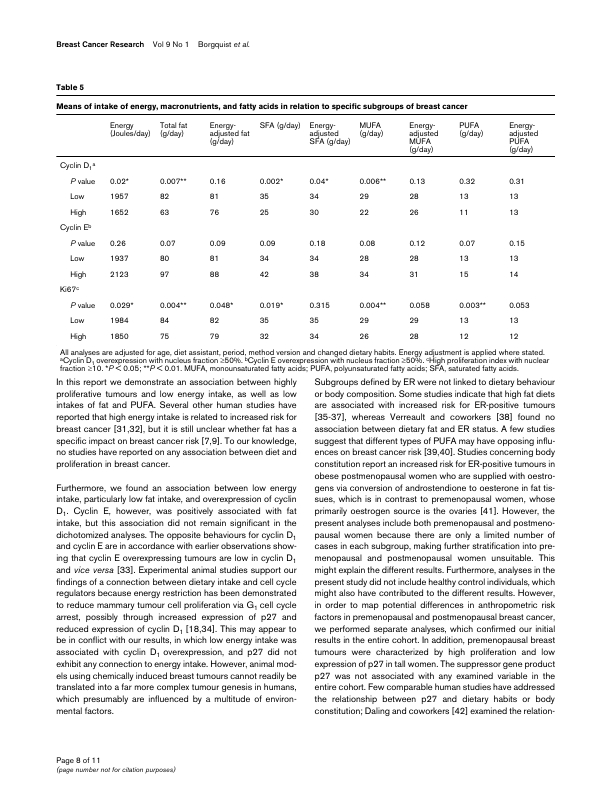 Breast Cancer Research Vol 9 No 1 Borgquist et al.
Table 5
Means of intake of energy, macronutrients, and fatty acids in relation to specific subgroups of breast cancer
Energy (Joules/day) Total fat (g/day) Energy-adjusted fat (g/day) SFA (g/day) Energy-adjusted SFA (g/day) MUFA (g/day) Energy-adjusted MUFA (g/day) PUFA (g/day) Energy-adjusted PUFA (g/day)
Cyclin D1a
P value 0.02* 0.007** 0.16 0.002* 0.04* 0.006** 0.13 0.32 0.31
Low 1957 82 81 35 34 29 28 13 13
High 1652 63 76 25 30 22 26 11 13
Cyclin Eb
P value 0.26 0.07 0.09 0.09 0.18 0.08 0.12 0.07 0.15
Low 1937 80 81 34 34 28 28 13 13
High 2123 97 88 42 38 34 31 15 14
Ki67c
P value 0.029* 0.004** 0.048* 0.019* 0.315 0.004** 0.058 0.003** 0.053
Low 1984 84 82 35 35 29 29 13 13
High 1850 75 79 32 34 26 28 12 12
All analyses are adjusted for age, diet assistant, period, method version and changed dietary habits. Energy adjustment is applied where stated.
aCyclin D1 overexpression with nucleus fraction ≥50%. bCyclin E overexpression with nucleus fraction ≥50%. cHigh proliferation index with nuclear
fraction ≥10. *P < 0.05; **P < 0.01. MUFA, monounsaturated fatty acids; PUFA, polyunsaturated fatty acids; SFA, saturated fatty acids.
In this report we demonstrate an association between highly
proliferative tumours and low energy intake, as well as low
intakes of fat and PUFA. Several other human studies have
reported that high energy intake is related to increased risk for
breast cancer [31,32], but it is still unclear whether fat has a
specific impact on breast cancer risk [7,9]. To our knowledge,
no studies have reported on any association between diet and
proliferation in breast cancer.
Furthermore, we found an association between low energy
intake, particularly low fat intake, and overexpression of cyclin
D1. Cyclin E, however, was positively associated with fat
intake, but this association did not remain significant in the
dichotomized analyses. The opposite behaviours for cyclin D1
and cyclin E are in accordance with earlier observations show-
ing that cyclin E overexpressing tumours are low in cyclin D1
and vice versa [33]. Experimental animal studies support our
findings of a connection between dietary intake and cell cycle
regulators because energy restriction has been demonstrated
to reduce mammary tumour cell proliferation via G1 cell cycle
arrest, possibly through increased expression of p27 and
reduced expression of cyclin D1 [18,34]. This may appear to
be in conflict with our results, in which low energy intake was
associated with cyclin D1 overexpression, and p27 did not
exhibit any connection to energy intake. However, animal mod-
els using chemically induced breast tumours cannot readily be
translated into a far more complex tumour genesis in humans,
which presumably are influenced by a multitude of environ-
mental factors.
Subgroups defined by ER were not linked to dietary behaviour
or body composition. Some studies indicate that high fat diets
are associated with increased risk for ER-positive tumours
[35-37], whereas Verreault and coworkers [38] found no
association between dietary fat and ER status. A few studies
suggest that different types of PUFA may have opposing influ-
ences on breast cancer risk [39,40]. Studies concerning body
constitution report an increased risk for ER-positive tumours in
obese postmenopausal women who are supplied with oestro-
gens via conversion of androstendione to oesterone in fat tis-
sues, which is in contrast to premenopausal women, whose
primarily oestrogen source is the ovaries [41]. However, the
present analyses include both premenopausal and postmeno-
pausal women because there are only a limited number of
cases in each subgroup, making further stratification into pre-
menopausal and postmenopausal women unsuitable. This
might explain the different results. Furthermore, analyses in the
present study did not include healthy control individuals, which
might also have contributed to the different results. However,
in order to map potential differences in anthropometric risk
factors in premenopausal and postmenopausal breast cancer,
we performed separate analyses, which confirmed our initial
results in the entire cohort. In addition, premenopausal breast
tumours were characterized by high proliferation and low
expression of p27 in tall women. The suppressor gene product
p27 was not associated with any examined variable in the
entire cohort. Few comparable human studies have addressed
the relationship between p27 and dietary habits or body
constitution; Daling and coworkers [42] examined the relation-
Page 8 of 11
(page number not for citation purposes)